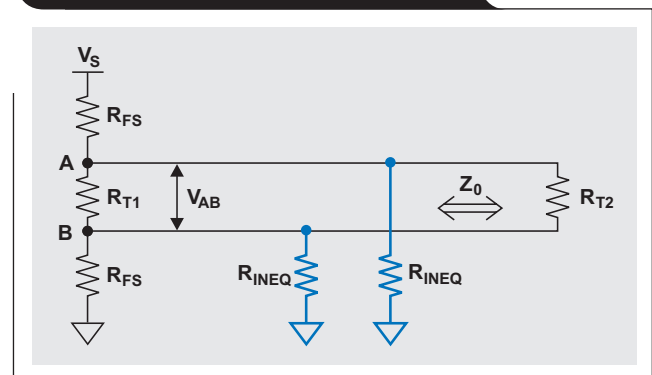 VS
RFS
A
RT1
VAB
Z0
RT2
B
RINEQ
RINEQ
RFS